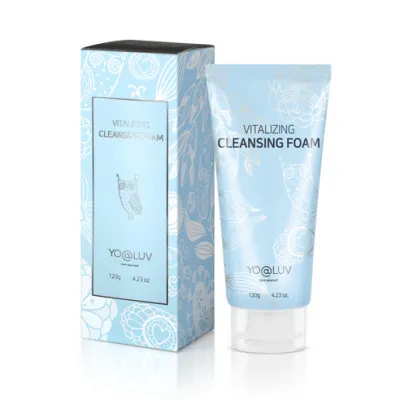 VITALIZING
CLEANSING FOAM
YO@LUV
120g 4.23 oz.
VITALIZING
CLEANSING FOAM
YO@LUV
120g 4.23 oz.